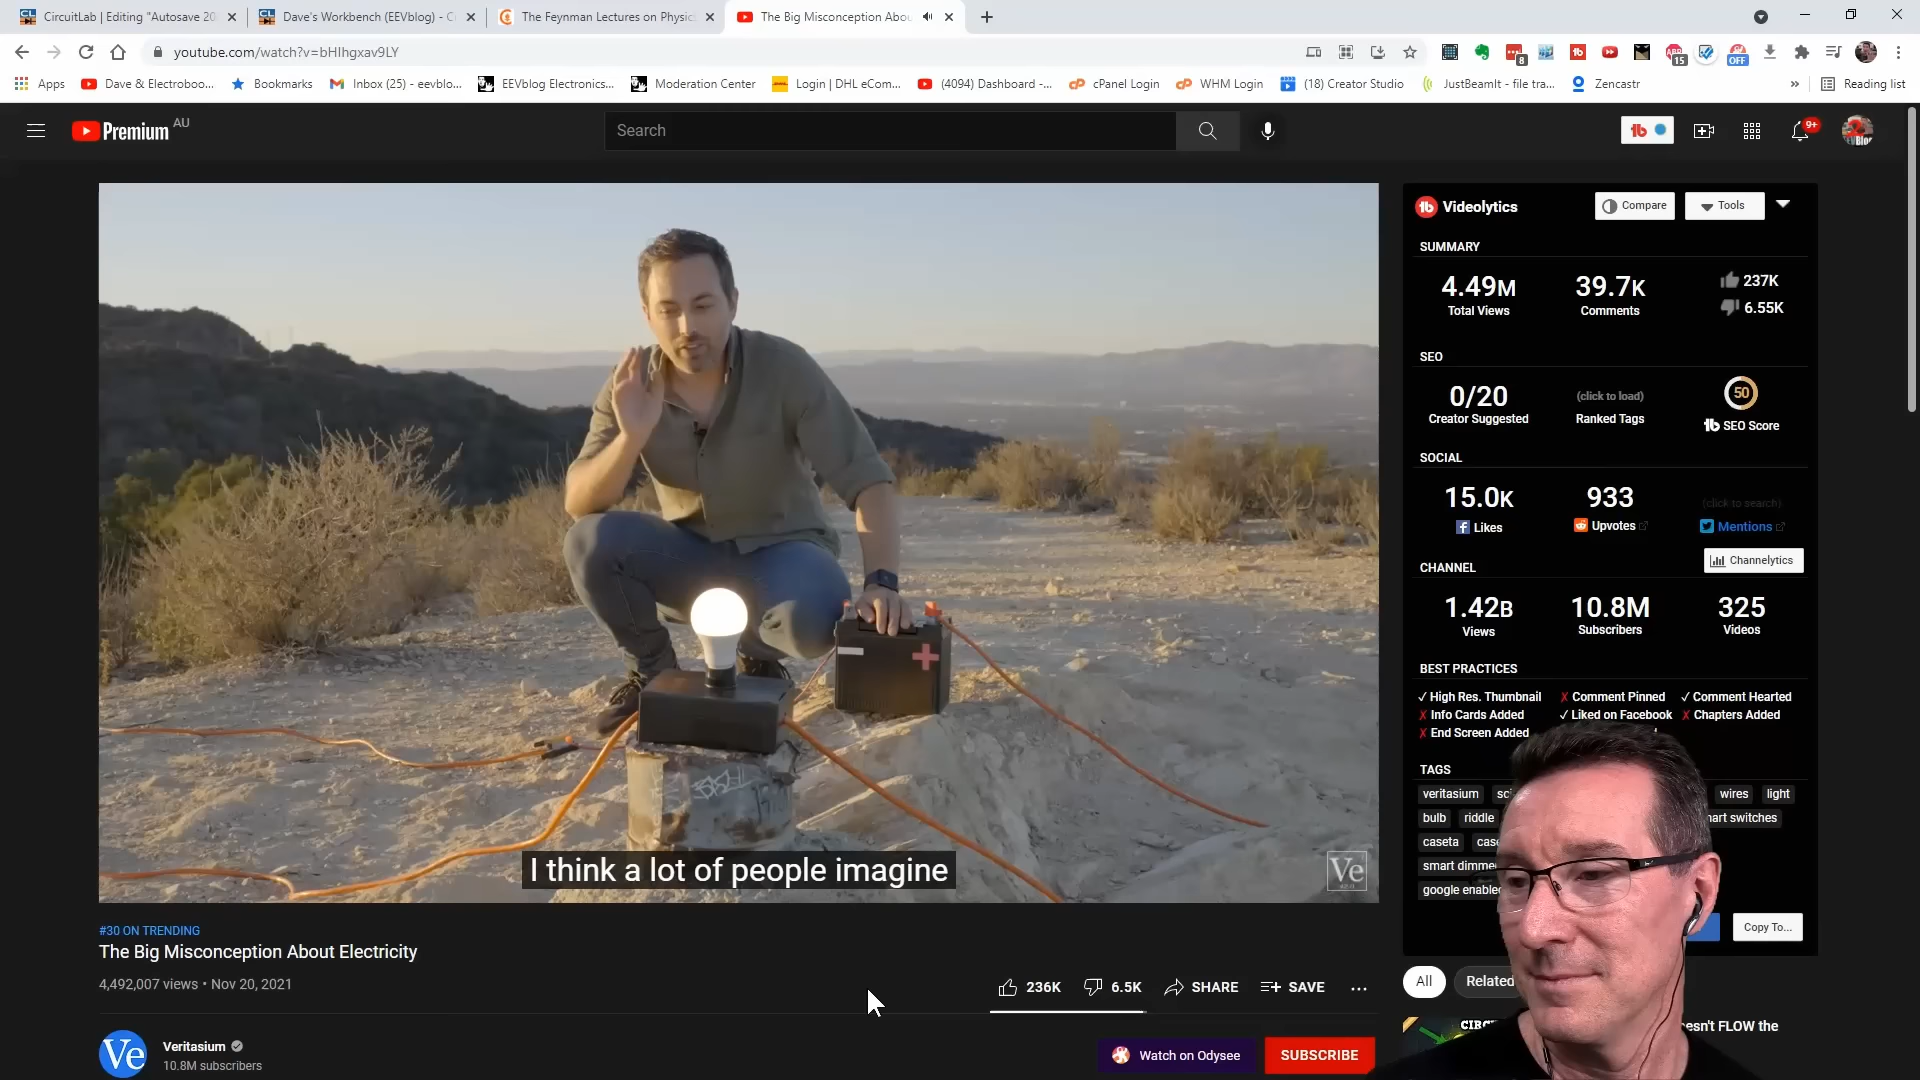 CircuitLab | Editing "Autosave 20
Dave's Workbench (EEVblog) - C
The Feynman Lectures on Physic
The Big Misconception Abou
youtube.com/watch?v=bHIhgxav9LY
8
ABP
15
OFF
Apps
Dave & Electroboo...
Bookmarks
Inbox (25) - eevblo...
EEVblog Electronics...
Moderation Center
Login | DHL eCom...
(4094) Dashboard -...
cPanel Login
WHM Login
(18) Creator Studio
JustBeamIt - file tra...
Zencastr
»
Reading list
Premium AU
Search
9+
Videolytics
Compare
Tools
SUMMARY
4.49M
Total Views
39.7K
Comments
237K
6.55K
SEO
0/20
Creator Suggested
(click to load)
Ranked Tags
50
SEO Score
SOCIAL
15.0K
Likes
933
Upvotes
(click to search)
Mentions
CHANNEL
Channelytics
1.42B
Views
10.8M
Subscribers
325
Videos
BEST PRACTICES
✓ High Res. Thumbnail
✗ Comment Pinned
✓ Comment Hearted
✗ Info Cards Added
✓ Liked on Facebook
✗ Chapters Added
✗ End Screen Added
TAGS
veritasium
wires
light
bulb
riddle
switches
caseta
smart dimme
google enabled
Copy To...
I think a lot of people imagine
Ve
#30 ON TRENDING
The Big Misconception About Electricity
4,492,007 views • Nov 20, 2021
236K
6.5K
SHARE
SAVE
...
All
Related
Ve
Veritasium
10.8M subscribers
Watch on Odysee
SUBSCRIBE
esn't FLOW the